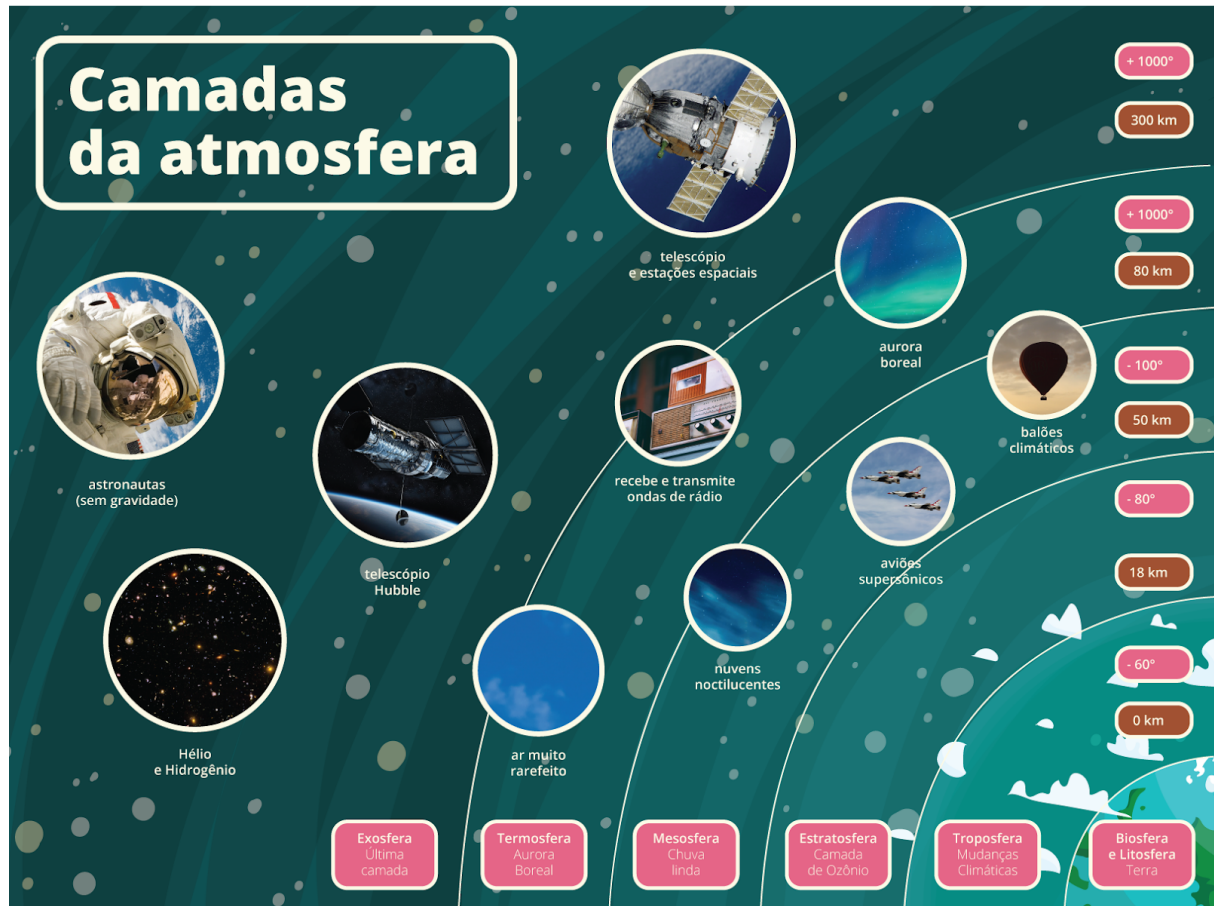 Camadas
da atmosfera
+ 1000°
300 km
telescópio
e estações espaciais
+ 1000°
80 km
aurora
boreal
- 100°
50 km
balões
climáticos
astronautas
(sem gravidade)
recebe e transmite
ondas de rádio
- 80°
18 km
aviões
supersônicos
telescópio
Hubble
- 60°
0 km
nuvens
noctilucentes
Hélio
e Hidrogênio
ar muito
rarefeito
Exosfera
Última
camada
Termosfera
Aurora
Boreal
Mesosfera
Chuva
linda
Estratosfera
Camada
de Ozônio
Troposfera
Mudanças
Climáticas
Biosfera
e Litosfera
Terra